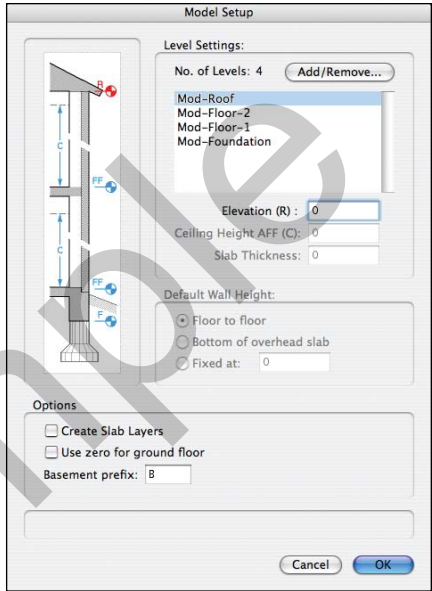 Model Setup
Level Settings:
No. of Levels: 4 Add/Remove...
Mod-Roof
Mod-Floor-2
Mod-Floor-1
Mod-Foundation
Elevation (R) : 0
Ceiling Height AFF (C): 0
Slab Thickness: 0
R
C
FF
C
FF
F
Default Wall Height:
Floor to floor
Bottom of overhead slab
Fixed at: 0
Options
Create Slab Layers
Use zero for ground floor
Basement prefix: B
Cancel OK